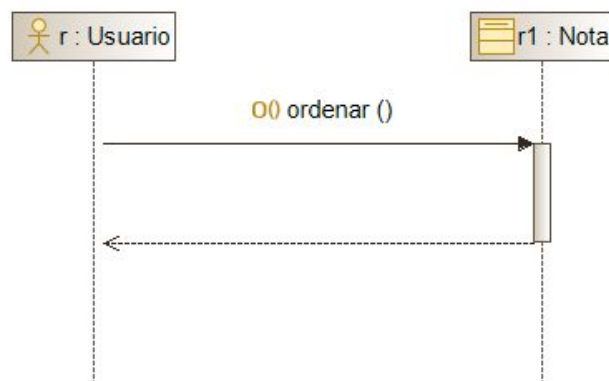 r : Usuario
r1 : Nota
O() ordenar ()